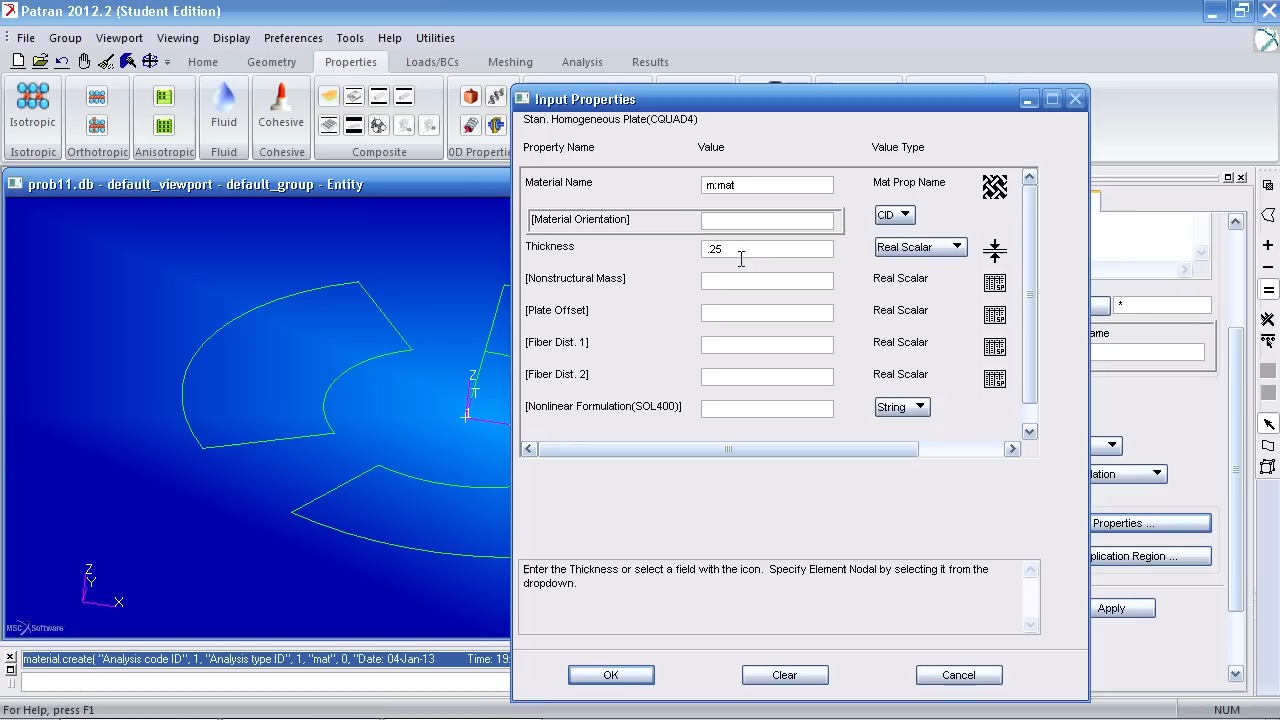 Patran 2012.2 (Student Edition)
File Group Viewport Viewing Display Preferences Tools Help Utilities
Home Geometry Properties Loads/BCs Meshing Analysis Results
Isotropic Fluid Cohesive
Isotropic Orthotropic Anisotropic Fluid Cohesive Composite 0D Properti
prob11.db - default_viewport - default_group - Entity
Input Properties
Stan. Homogeneous Plate(CQUAD4)
Property Name Value Value Type
Material Name m:mat Mat Prop Name
[Material Orientation] CID
Thickness .25 Real Scalar
[Nonstructural Mass] Real Scalar
[Plate Offset] Real Scalar
[Fiber Dist. 1] Real Scalar
[Fiber Dist. 2] Real Scalar
[Nonlinear Formulation(SOL400)] String
Enter the Thickness or select a field with the icon. Specify Element Nodal by selecting it from the
dropdown.
OK Clear Cancel
*
ame
lation
Properties ...
plication Region ...
Apply
Z
T
Z
Y
X
MSC Software
material.create( "Analysis code ID", 1, "Analysis type ID", 1, "mat", 0, "Date: 04-Jan-13 Time: 19:
For Help, press F1
NUM